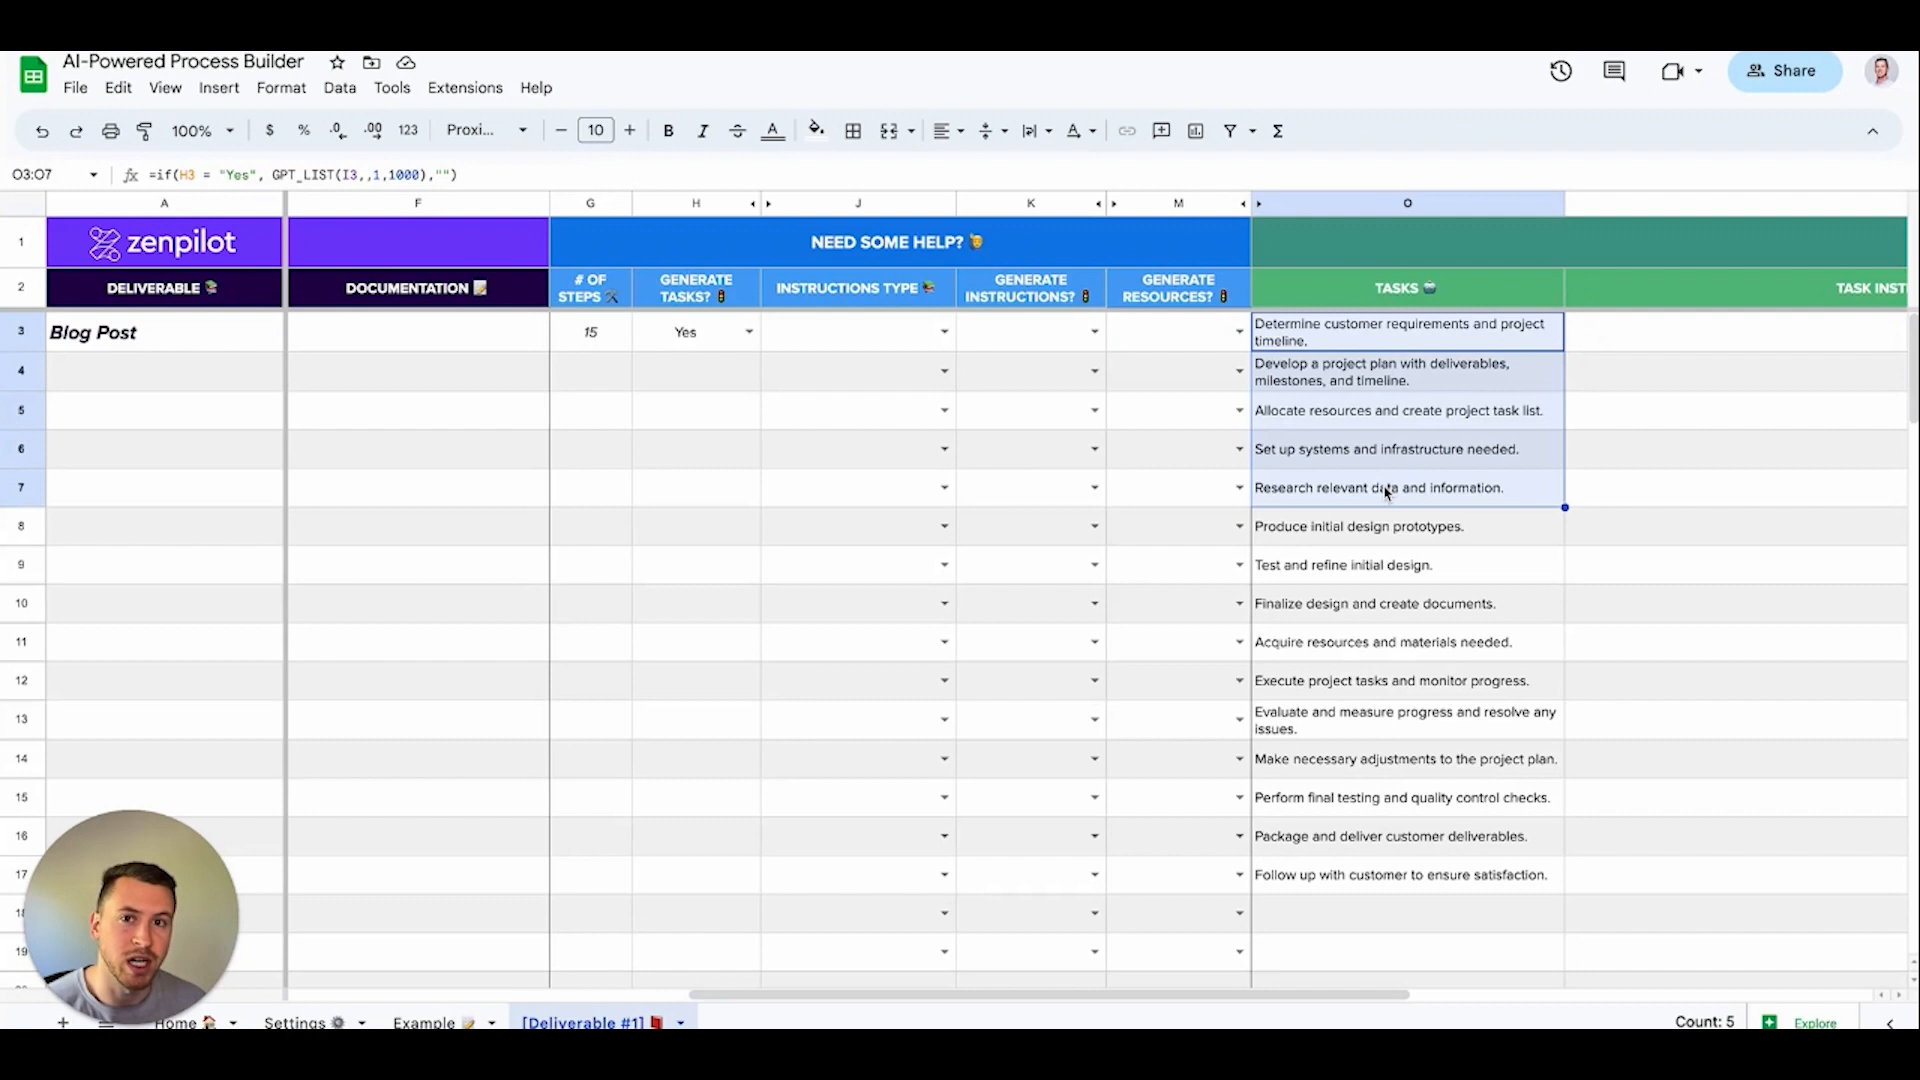 AI-Powered Process Builder
File Edit View Insert Format Data Tools Extensions Help
Share
100% $ % .0 .00 123 Proxi... 10 B I A Σ
O3:O7 fx =if(H3 = "Yes", GPT_LIST(I3,,1,1000),"")
A F G H J K M O
1 zenpilot NEED SOME HELP?
2 DELIVERABLE DOCUMENTATION # OF STEPS GENERATE TASKS? INSTRUCTIONS TYPE GENERATE INSTRUCTIONS? GENERATE RESOURCES? TASKS TASK INST
3 Blog Post 15 Yes Determine customer requirements and project timeline.
4 Develop a project plan with deliverables, milestones, and timeline.
5 Allocate resources and create project task list.
6 Set up systems and infrastructure needed.
7 Research relevant data and information.
8 Produce initial design prototypes.
9 Test and refine initial design.
10 Finalize design and create documents.
11 Acquire resources and materials needed.
12 Execute project tasks and monitor progress.
13 Evaluate and measure progress and resolve any issues.
14 Make necessary adjustments to the project plan.
15 Perform final testing and quality control checks.
16 Package and deliver customer deliverables.
17 Follow up with customer to ensure satisfaction.
19
Home Settings Example [Deliverable #1] Count: 5 Explore